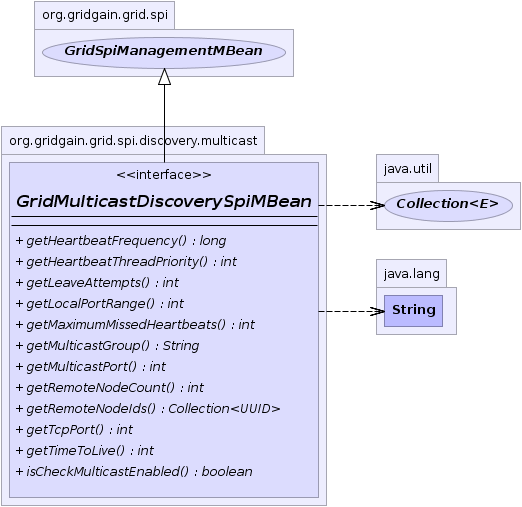 org.gridgain.grid.spi
GridSpiManagementMBean
org.gridgain.grid.spi.discovery.multicast
<<interface>>
GridMulticastDiscoverySpiMBean
+ getHeartbeatFrequency() : long
+ getHeartbeatThreadPriority() : int
+ getLeaveAttempts() : int
+ getLocalPortRange() : int
+ getMaximumMissedHeartbeats() : int
+ getMulticastGroup() : String
+ getMulticastPort() : int
+ getRemoteNodeCount() : int
+ getRemoteNodeIds() : Collection<UUID>
+ getTcpPort() : int
+ getTimeToLive() : int
+ isCheckMulticastEnabled() : boolean
java.util
Collection<E>
java.lang
String